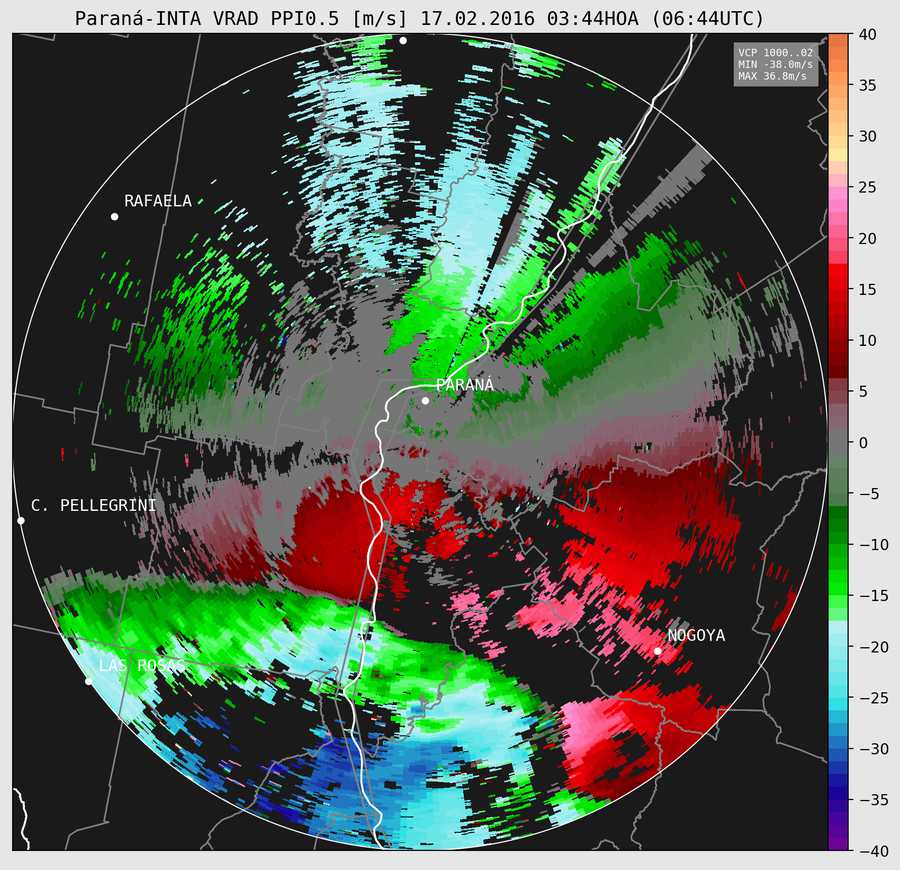 Paraná-INTA VRAD PPI0.5 [m/s] 17.02.2016 03:44HOA (06:44UTC)
VCP 1000..02
MIN -38.0m/s
MAX 36.8m/s
RAFAELA
PARANÁ
C. PELLEGRINI
NOGOYA
LAS ROSAS
40
35
30
25
20
15
10
5
0
−5
−10
−15
−20
−25
−30
−35
−40